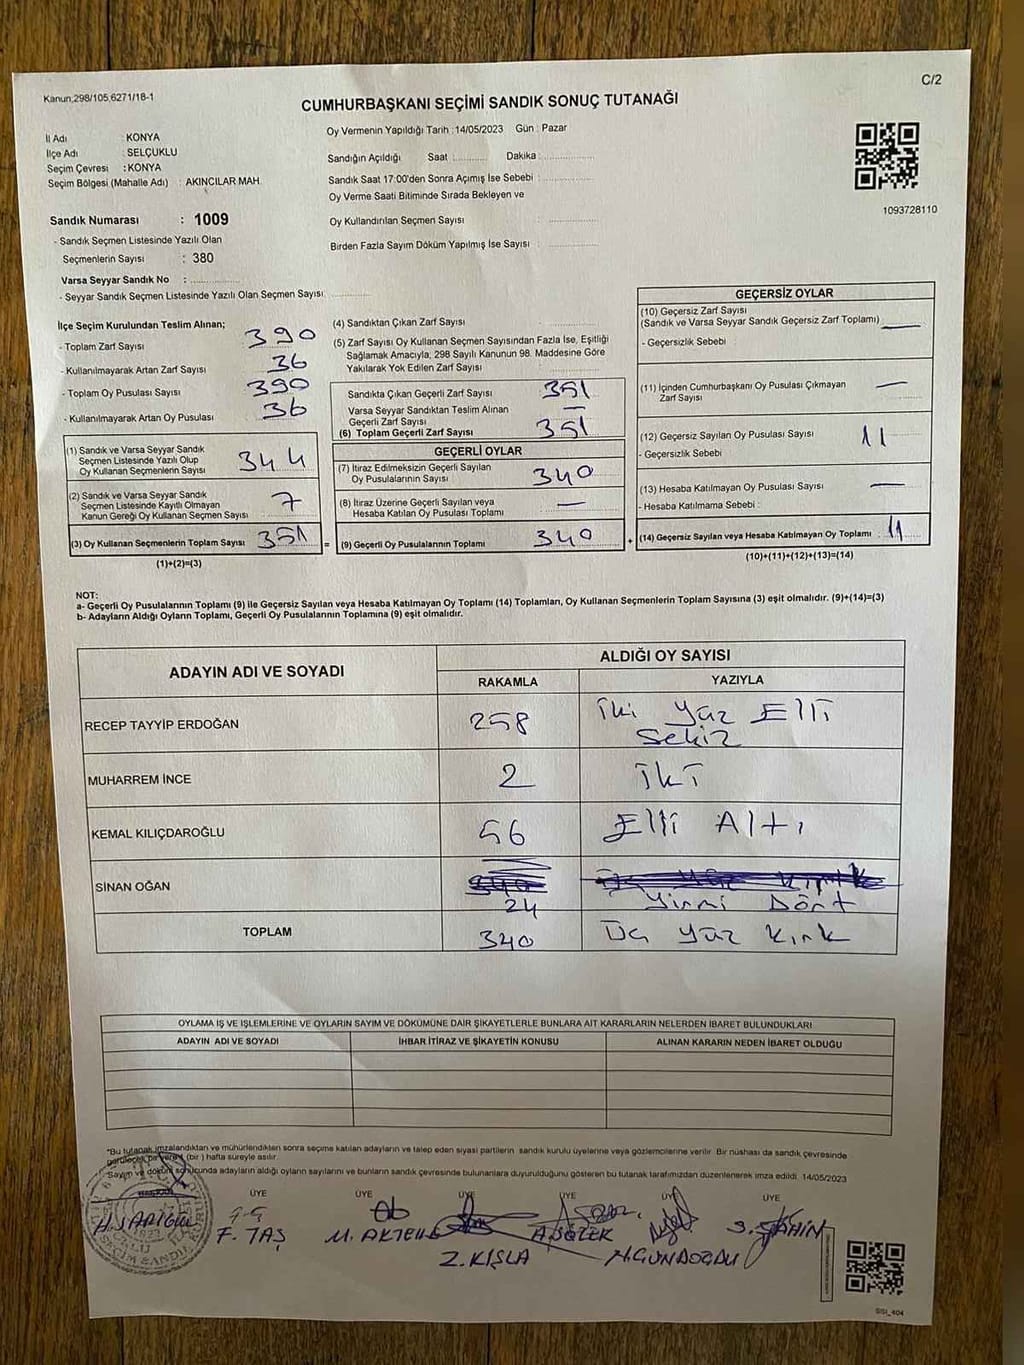 C/2
Kanun,298/105,6271/18-1
CUMHURBAŞKANI SEÇİMİ SANDIK SONUÇ TUTANAĞI
İl Adı : KONYA
İlçe Adı : SELÇUKLU
Seçim Çevresi : KONYA
Seçim Bölgesi (Mahalle Adı) : AKINCILAR MAH.
Oy Vermenin Yapıldığı Tarih : 14/05/2023 Gün : Pazar
Sandığın Açıldığı Saat Dakika :
Sandık Saat 17:00'den Sonra Açımış İse Sebebi :
Oy Verme Saati Bitiminde Sırada Bekleyen ve
Oy Kullandırılan Seçmen Sayısı :
Birden Fazla Sayım Döküm Yapılmış İse Sayısı :
1093728110
Sandık Numarası : 1009
- Sandık Seçmen Listesinde Yazılı Olan
Seçmenlerin Sayısı : 380
Varsa Seyyar Sandık No :
- Seyyar Sandık Seçmen Listesinde Yazılı Olan Seçmen Sayısı:
İlçe Seçim Kurulundan Teslim Alınan;
- Toplam Zarf Sayısı 390
- Kullanılmayarak Artan Zarf Sayısı 36
- Toplam Oy Pusulası Sayısı 390
- Kullanılmayarak Artan Oy Pusulası 36
(1) Sandık ve Varsa Seyyar Sandık
Seçmen Listesinde Yazılı Olup
Oy Kullanan Seçmenlerin Sayısı 344
(2) Sandık ve Varsa Seyyar Sandık
Seçmen Listesinde Kayıtlı Olmayan
Kanun Gereği Oy Kullanan Seçmen Sayısı 7
(3) Oy Kullanan Seçmenlerin Toplam Sayısı 351
(1)+(2)=(3)
(4) Sandıktan Çıkan Zarf Sayısı
(5) Zarf Sayısı Oy Kullanan Seçmen Sayısından Fazla İse, Eşitliği
Sağlamak Amacıyla, 298 Sayılı Kanunun 98. Maddesine Göre
Yakılarak Yok Edilen Zarf Sayısı
Sandıkta Çıkan Geçerli Zarf Sayısı 351
Varsa Seyyar Sandıktan Teslim Alınan
Geçerli Zarf Sayısı —
(6) Toplam Geçerli Zarf Sayısı 351
GEÇERLİ OYLAR
(7) İtiraz Edilmeksizin Geçerli Sayılan
Oy Pusulalarının Sayısı 340
(8) İtiraz Üzerine Geçerli Sayılan veya
Hesaba Katılan Oy Pusulası Toplamı —
= (9) Geçerli Oy Pusulalarının Toplamı 340 +
GEÇERSİZ OYLAR
(10) Geçersiz Zarf Sayısı
(Sandık ve Varsa Seyyar Sandık Geçersiz Zarf Toplamı) —
- Geçersizlik Sebebi
(11) İçinden Cumhurbaşkanı Oy Pusulası Çıkmayan
Zarf Sayısı —
(12) Geçersiz Sayılan Oy Pusulası Sayısı 11
- Geçersizlik Sebebi
(13) Hesaba Katılmayan Oy Pusulası Sayısı —
- Hesaba Katılmama Sebebi :
(14) Geçersiz Sayılan veya Hesaba Katılmayan Oy Toplamı : 11
(10)+(11)+(12)+(13)=(14)
NOT:
a- Geçerli Oy Pusulalarının Toplamı (9) ile Geçersiz Sayılan veya Hesaba Katılmayan Oy Toplamı (14) Toplamları, Oy Kullanan Seçmenlerin Toplam Sayısına (3) eşit olmalıdır. (9)+(14)=(3)
b- Adayların Aldığı Oyların Toplamı, Geçerli Oy Pusulalarının Toplamına (9) eşit olmalıdır.
ADAYIN ADI VE SOYADI ALDIĞI OY SAYISI
RAKAMLA YAZIYLA
RECEP TAYYİP ERDOĞAN 258 İki Yüz Elli
Sekiz
MUHARREM İNCE 2 İki
KEMAL KILIÇDAROĞLU 56 Elli Altı
SİNAN OĞAN 340 Üç Yüz Kırk
24 Yirmi Dört
TOPLAM 340 Üç Yüz Kırk
OYLAMA İŞ VE İŞLEMLERİNE VE OYLARIN SAYIM VE DÖKÜMÜNE DAİR ŞİKAYETLERLE BUNLARA AİT KARARLARIN NELERDEN İBARET BULUNDUKLARI
ADAYIN ADI VE SOYADI İHBAR İTİRAZ VE ŞİKAYETİN KONUSU ALINAN KARARIN NEDEN İBARET OLDUĞU
"Bu tutanak imzalandıktan ve mühürlendikten sonra seçime katılan adayların ve talep eden siyasi partilerin sandık kurulu üyelerine veya gözlemcilerine verilir. Bir nüshası da sandık çevresinde
görülecek bir yere 1 (bir) hafta süreyle asılır.
Sayım ve döküm sonucunda adayların aldığı oyların sayılarını ve bunların sandık çevresinde bulunanlara duyurulduğunu gösteren bu tutanak tarafımızdan düzenlenerek imza edildi. 14/05/2023
BAŞKAN ÜYE ÜYE ÜYE ÜYE ÜYE ÜYE
H.SARIGÜL F. TAŞ M. AKTEN Z. KIŞLA A. SÖZEK H.GÜNDOĞDU S. ŞAHİN
SSİ_404